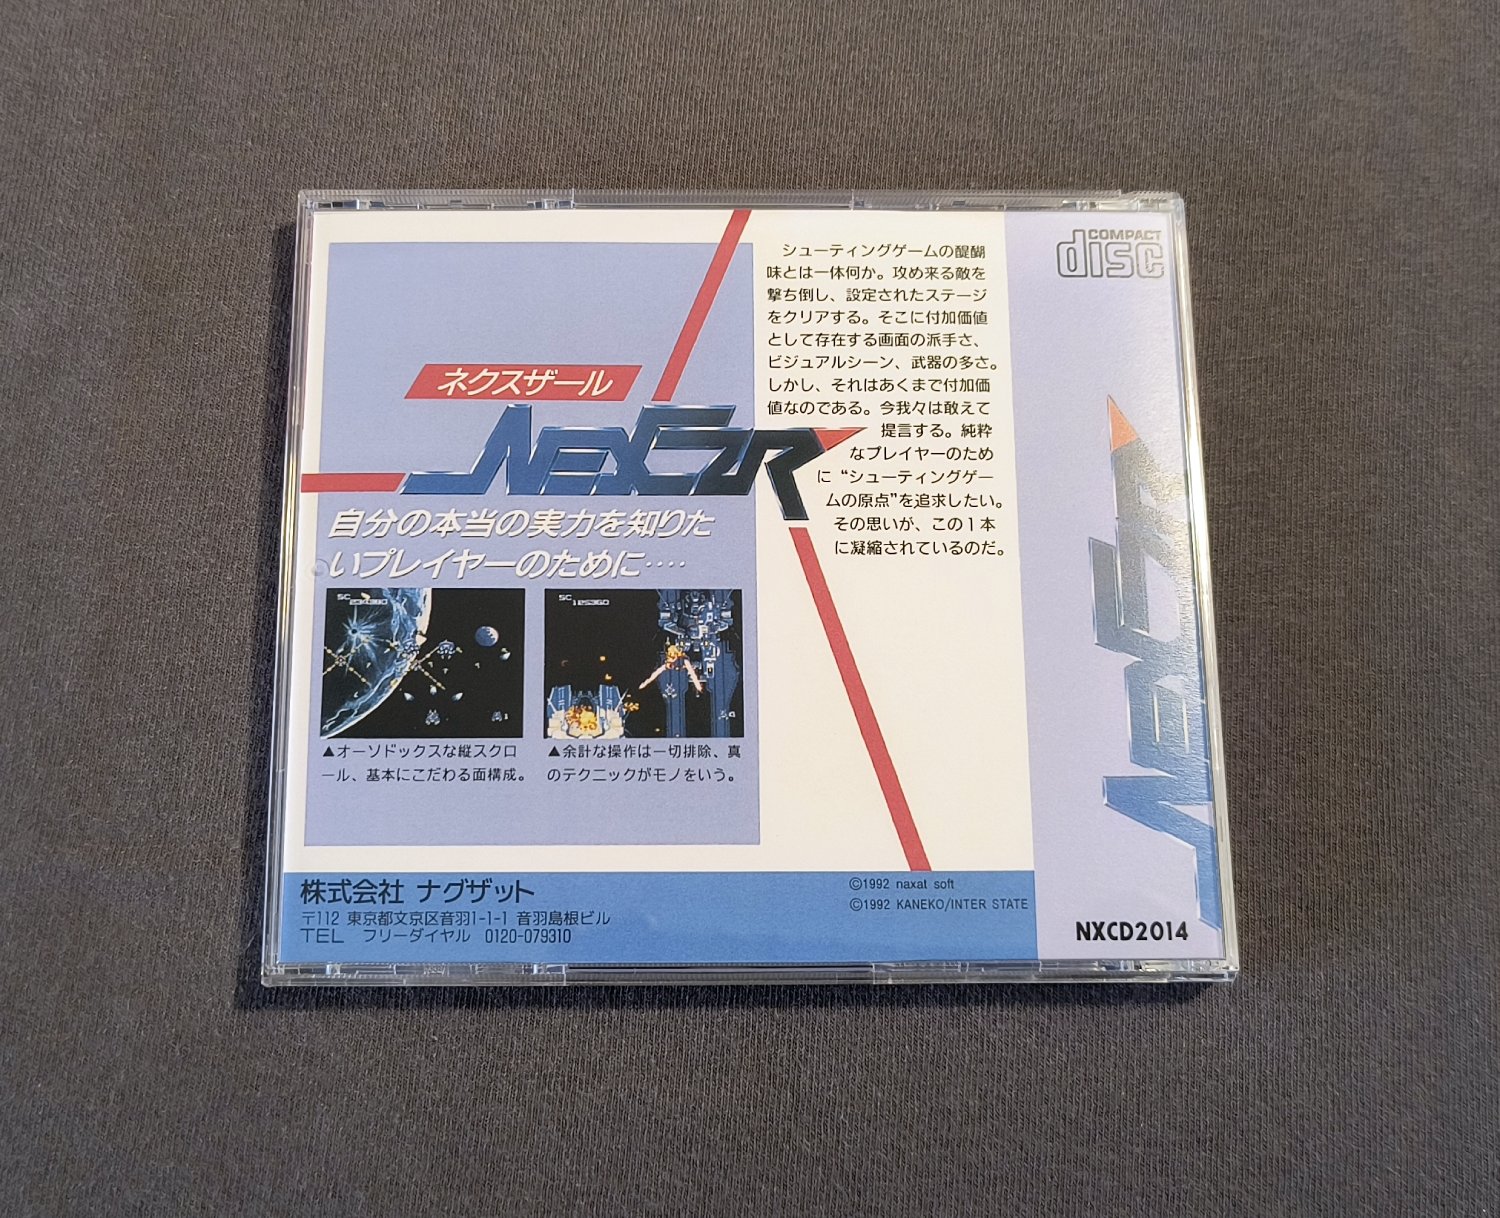 シューティングゲームの醍醐
味とは一体何か。攻め来る敵を
撃ち倒し、設定されたステージ
をクリアする。そこに付加価値
として存在する画面の派手さ、
ビジュアルシーン、武器の多さ。
しかし、それはあくまで付加価
値なのである。今我々は敢えて
提言する。純粋
なプレイヤーのため
に“シューティングゲー
ムの原点”を追求したい。
その思いが、この1本
に凝縮されているのだ。
COMPACT
disc
ネクスザール
NEXZR
自分の本当の実力を知りた
いプレイヤーのために‥‥
SC
SC
125360
▲オーソドックスな縦スクロ
ール、基本にこだわる面構成。
▲余計な操作は一切排除、真
のテクニックがモノをいう。
株式会社 ナグザット
〒112 東京都文京区音羽1-1-1 音羽島根ビル
TEL フリーダイヤル 0120-079310
©1992 naxat soft
©1992 KANEKO/INTER STATE
NXCD2014
NEXZR